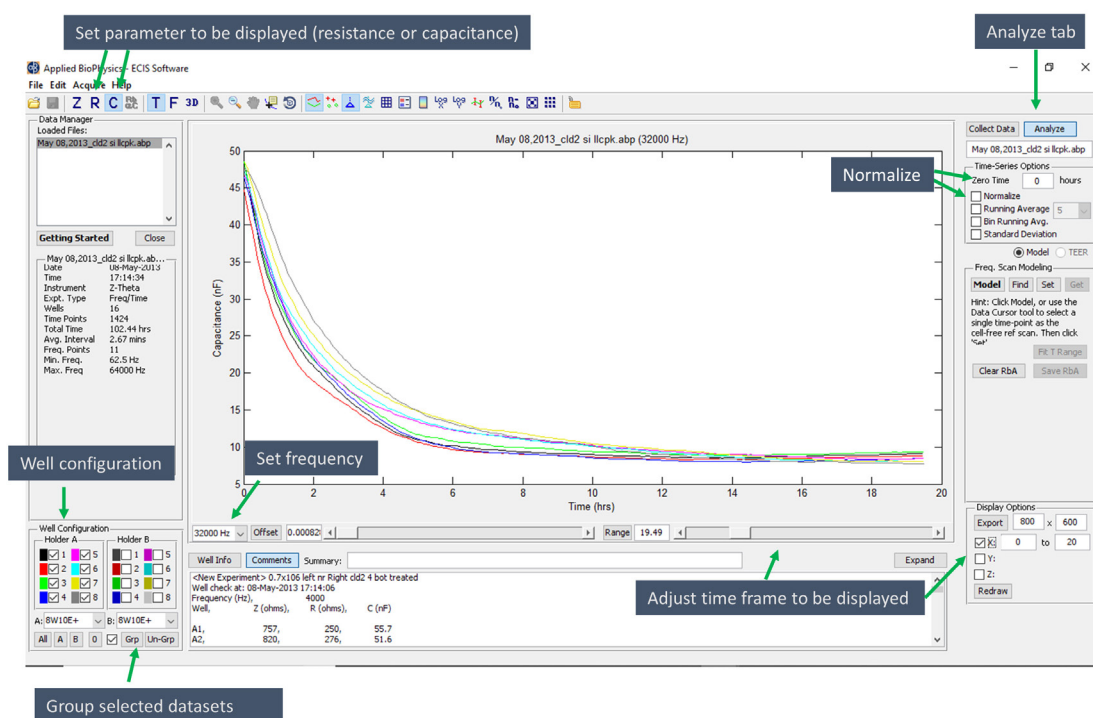 Set parameter to be displayed (resistance or capacitance)
Analyze tab
Applied BioPhysics - ECIS Software
File Edit Acquire Help
Z R C T F 3D
Data Manager
Loaded Files:
May 08,2013_cld2 si llcpk.abp
Getting Started Close
May 08,2013_cld2 si llcpk.ab...
Date 08-May-2013
Time 17:14:34
Instrument Z-Theta
Expt. Type Freq/Time
Wells 16
Time Points 1424
Total Time 102.44 hrs
Avg. Interval 2.67 mins
Freq. Points 11
Min. Freq. 62.5 Hz
Max. Freq 64000 Hz
Well configuration
Well Configuration
Holder A Holder B
1 5 1 5
2 6 2 6
3 7 3 7
4 8 4 8
A: 8W10E+ B: 8W10E+
All A B 0 Grp Un-Grp
Group selected datasets
May 08,2013_cld2 si llcpk.abp (32000 Hz)
Capacitance (nF)
50
45
40
35
30
25
20
15
10
5
0 2 4 6 8 10 12 14 16 18 20
Time (hrs)
Set frequency
32000 Hz Offset 0.00082 Range 19.49
Well Info Comments Summary: Expand
<New Experiment> 0.7x106 left nr Right cld2 4 bot treated
Well check at: 08-May-2013 17:14:06
Frequency (Hz), 4000
Well, Z (ohms), R (ohms), C (nF)
A1, 757, 250, 55.7
A2, 820, 276, 51.6
Adjust time frame to be displayed
Normalize
Collect Data Analyze
May 08,2013_cld2 si llcpk.abp
Time-Series Options
Zero Time 0 hours
Normalize
Running Average 5
Bin Running Avg.
Standard Deviation
Model TEER
Freq. Scan Modeling
Model Find Set Get
Hint: Click Model, or use the
Data Cursor tool to select a
single time-point as the
cell-free ref scan. Then click
'Set'
Fit T Range
Clear RbA Save RbA
Display Options
Export 800 x 600
X: 0 to 20
Y:
Z:
Redraw